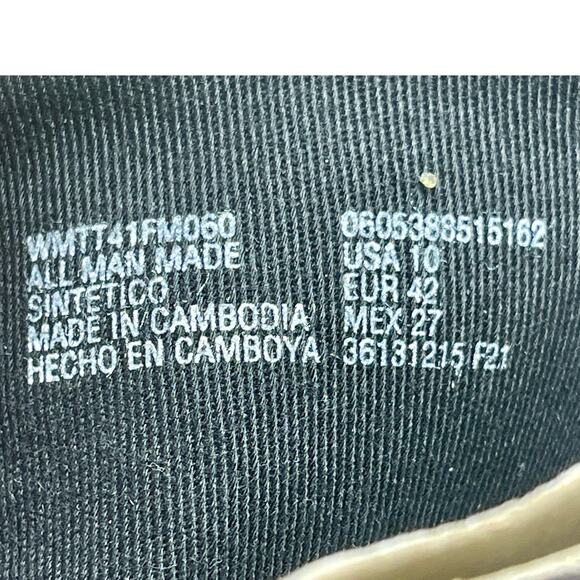 WMTT41FM060
ALL MAN MADE
SINTETICO
MADE IN CAMBODIA
HECHO EN CAMBOYA
0605388515162
USA 10
EUR 42
MEX 27
36131215 F21